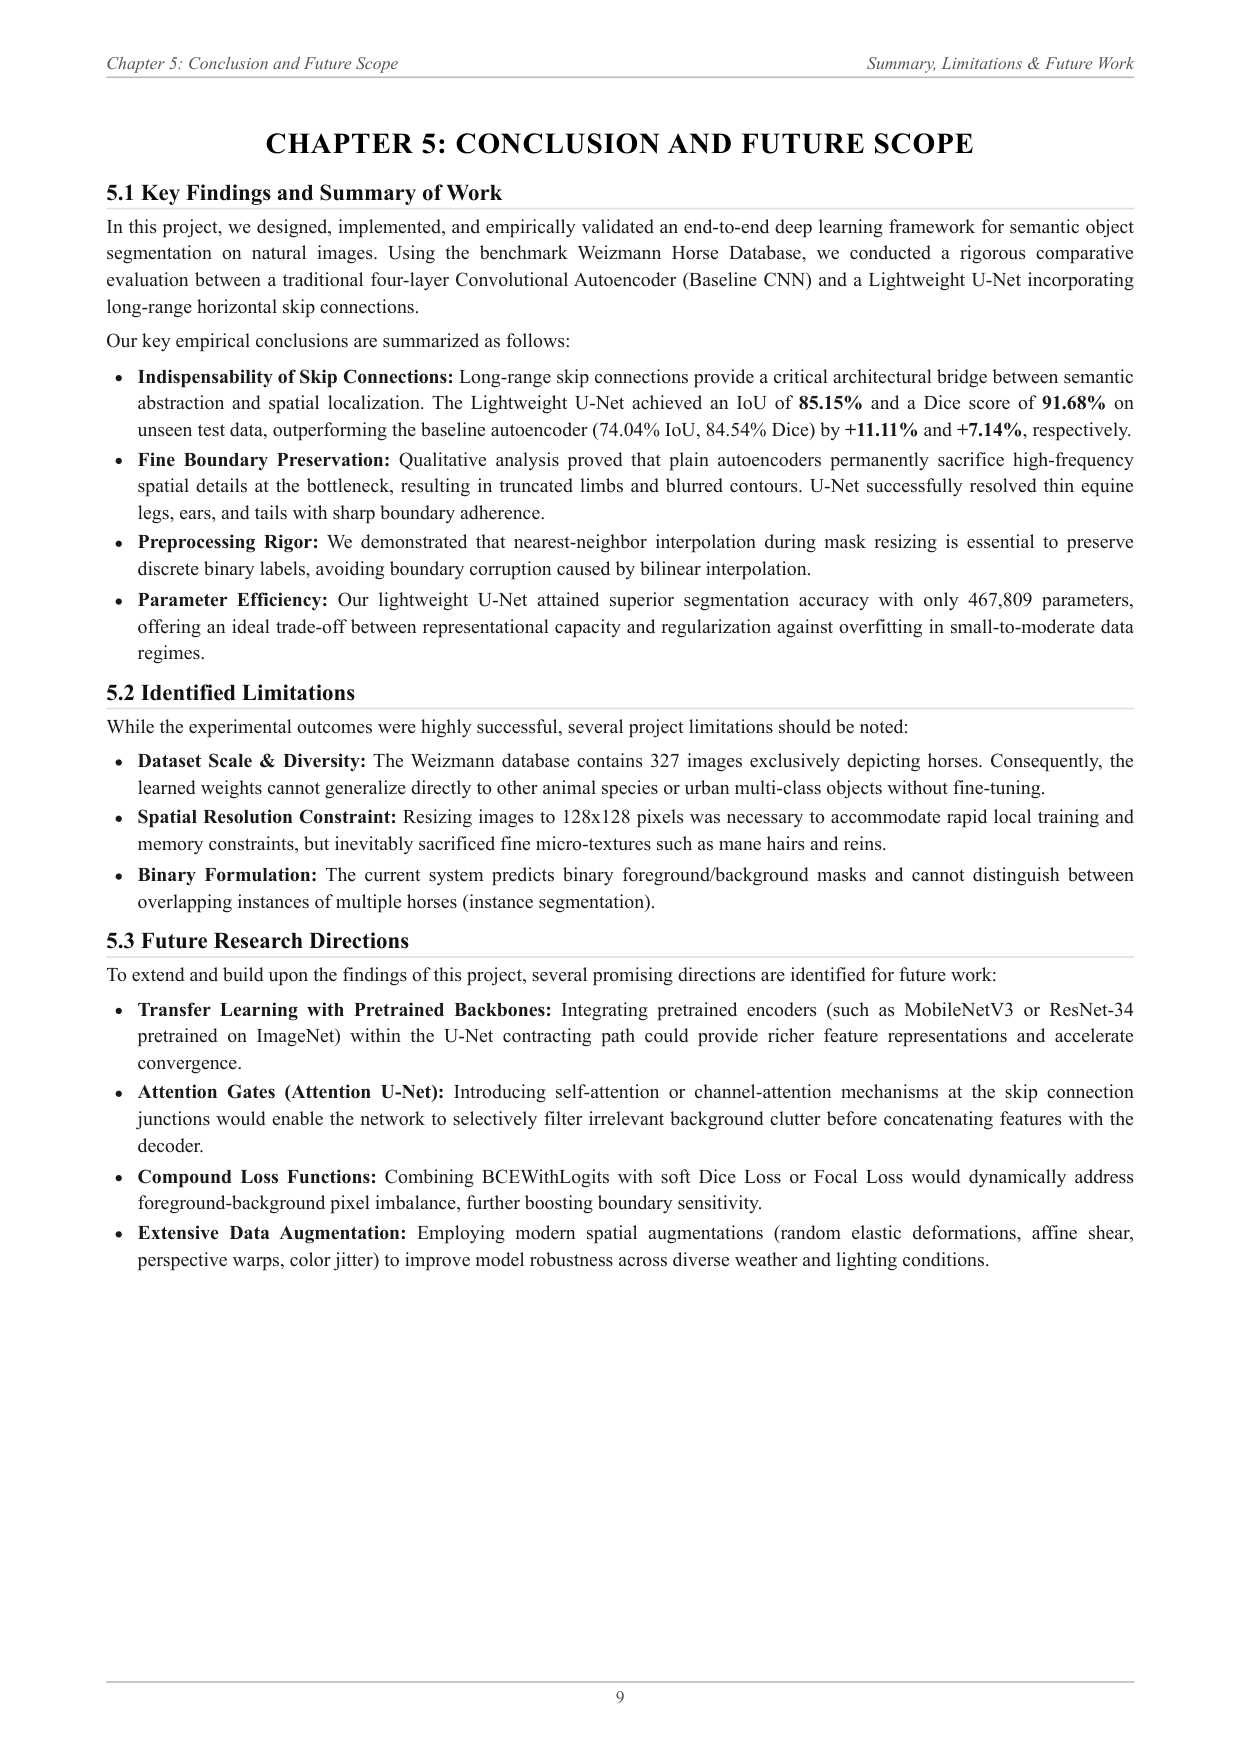 Chapter 5: Conclusion and Future Scope
Summary, Limitations & Future Work
CHAPTER 5: CONCLUSION AND FUTURE SCOPE
5.1 Key Findings and Summary of Work
In this project, we designed, implemented, and empirically validated an end-to-end deep learning framework for semantic object
segmentation on natural images. Using the benchmark Weizmann Horse Database, we conducted a rigorous comparative
evaluation between a traditional four-layer Convolutional Autoencoder (Baseline CNN) and a Lightweight U-Net incorporating
long-range horizontal skip connections.
Our key empirical conclusions are summarized as follows:
• Indispensability of Skip Connections: Long-range skip connections provide a critical architectural bridge between semantic
abstraction and spatial localization. The Lightweight U-Net achieved an IoU of 85.15% and a Dice score of 91.68% on
unseen test data, outperforming the baseline autoencoder (74.04% IoU, 84.54% Dice) by +11.11% and +7.14%, respectively.
• Fine Boundary Preservation: Qualitative analysis proved that plain autoencoders permanently sacrifice high-frequency
spatial details at the bottleneck, resulting in truncated limbs and blurred contours. U-Net successfully resolved thin equine
legs, ears, and tails with sharp boundary adherence.
• Preprocessing Rigor: We demonstrated that nearest-neighbor interpolation during mask resizing is essential to preserve
discrete binary labels, avoiding boundary corruption caused by bilinear interpolation.
• Parameter Efficiency: Our lightweight U-Net attained superior segmentation accuracy with only 467,809 parameters,
offering an ideal trade-off between representational capacity and regularization against overfitting in small-to-moderate data
regimes.
5.2 Identified Limitations
While the experimental outcomes were highly successful, several project limitations should be noted:
• Dataset Scale & Diversity: The Weizmann database contains 327 images exclusively depicting horses. Consequently, the
learned weights cannot generalize directly to other animal species or urban multi-class objects without fine-tuning.
• Spatial Resolution Constraint: Resizing images to 128x128 pixels was necessary to accommodate rapid local training and
memory constraints, but inevitably sacrificed fine micro-textures such as mane hairs and reins.
• Binary Formulation: The current system predicts binary foreground/background masks and cannot distinguish between
overlapping instances of multiple horses (instance segmentation).
5.3 Future Research Directions
To extend and build upon the findings of this project, several promising directions are identified for future work:
• Transfer Learning with Pretrained Backbones: Integrating pretrained encoders (such as MobileNetV3 or ResNet-34
pretrained on ImageNet) within the U-Net contracting path could provide richer feature representations and accelerate
convergence.
• Attention Gates (Attention U-Net): Introducing self-attention or channel-attention mechanisms at the skip connection
junctions would enable the network to selectively filter irrelevant background clutter before concatenating features with the
decoder.
• Compound Loss Functions: Combining BCEWithLogits with soft Dice Loss or Focal Loss would dynamically address
foreground-background pixel imbalance, further boosting boundary sensitivity.
• Extensive Data Augmentation: Employing modern spatial augmentations (random elastic deformations, affine shear,
perspective warps, color jitter) to improve model robustness across diverse weather and lighting conditions.
9